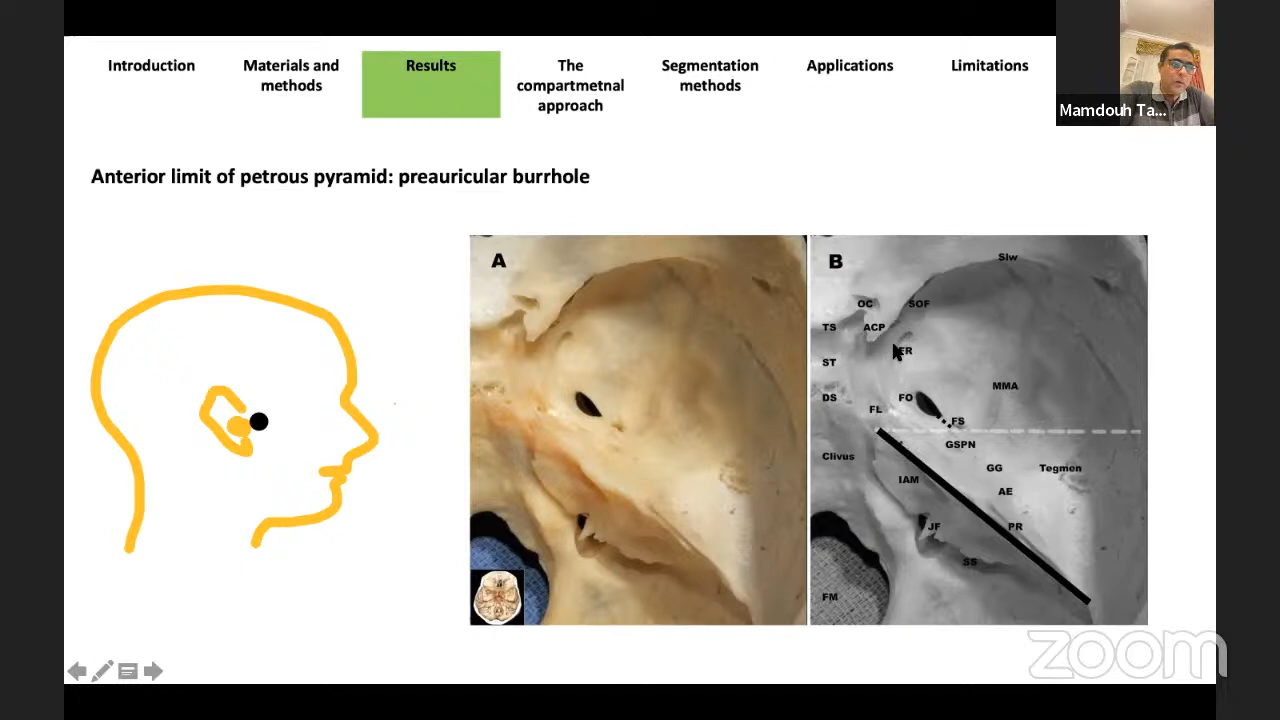 Introduction
Materials and
methods
Results
The
compartmetnal
approach
Segmentation
methods
Applications
Limitations
Mamdouh Ta...
Anterior limit of petrous pyramid: preauricular burrhole
A
B
Slw
OC
SOF
TS
ACP
ST
MMA
DS
FO
FL
FS
GSPN
Clivus
GG
Tegmen
IAM
AE
JF
PR
SS
FM
zoom